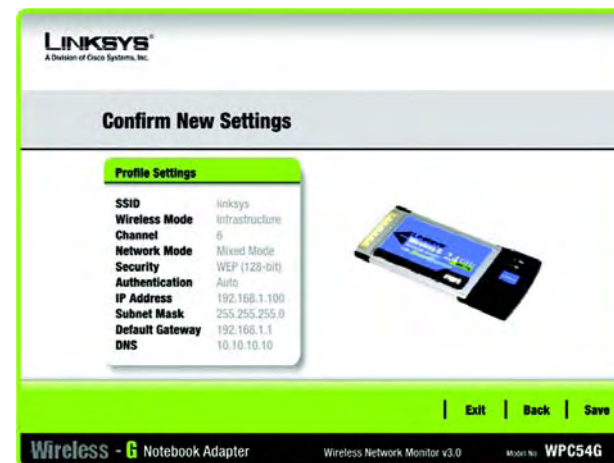 LINKSYS®
A Division of Cisco Systems, Inc.
Confirm New Settings
Profile Settings
SSID linksys
Wireless Mode Infrastructure
Channel 6
Network Mode Mixed Mode
Security WEP (128-bit)
Authentication Auto
IP Address 192.168.1.100
Subnet Mask 255.255.255.0
Default Gateway 192.168.1.1
DNS 10.10.10.10
LINKSYS
Exit Back Save
Wireless - G Notebook Adapter Wireless Network Monitor v3.0 Model No WPC54G